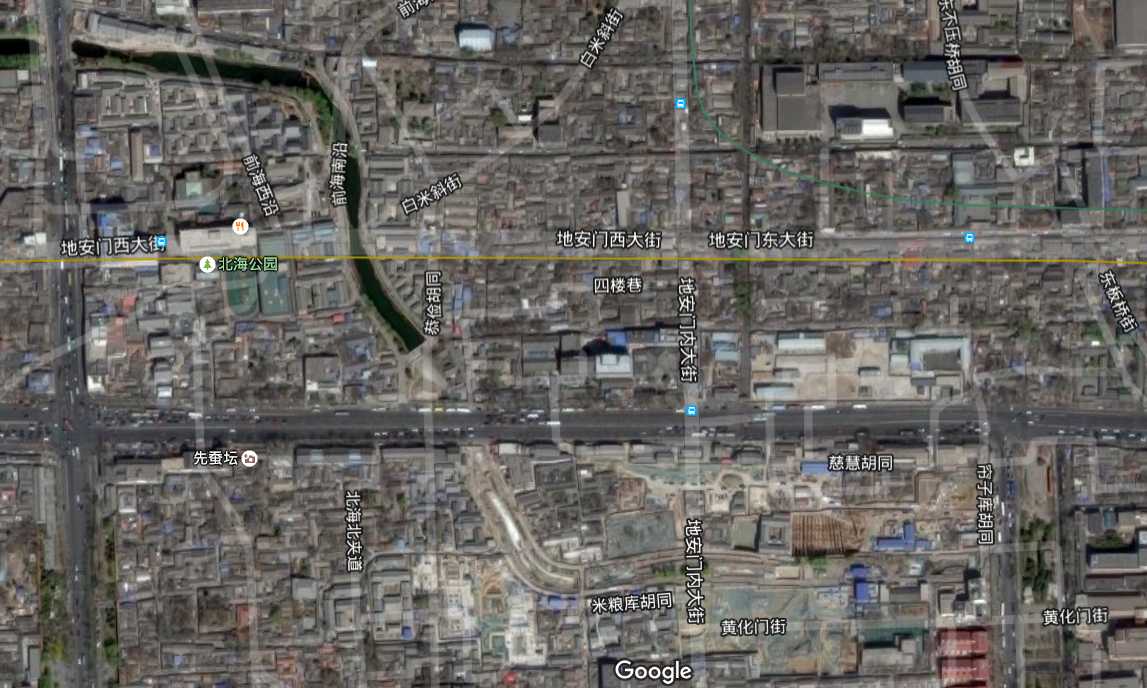 前海
白米斜街
东不压桥胡同
前海西沿
前海南沿
白米斜街
地安门西大街
地安门西大街
地安门东大街
北海公园
恭俭胡同
四楼巷
地安门内大街
东板桥街
先蚕坛
慈慧胡同
帘子库胡同
北海北夹道
地安门内大街
米粮库胡同
黄化门街
黄化门街
Google